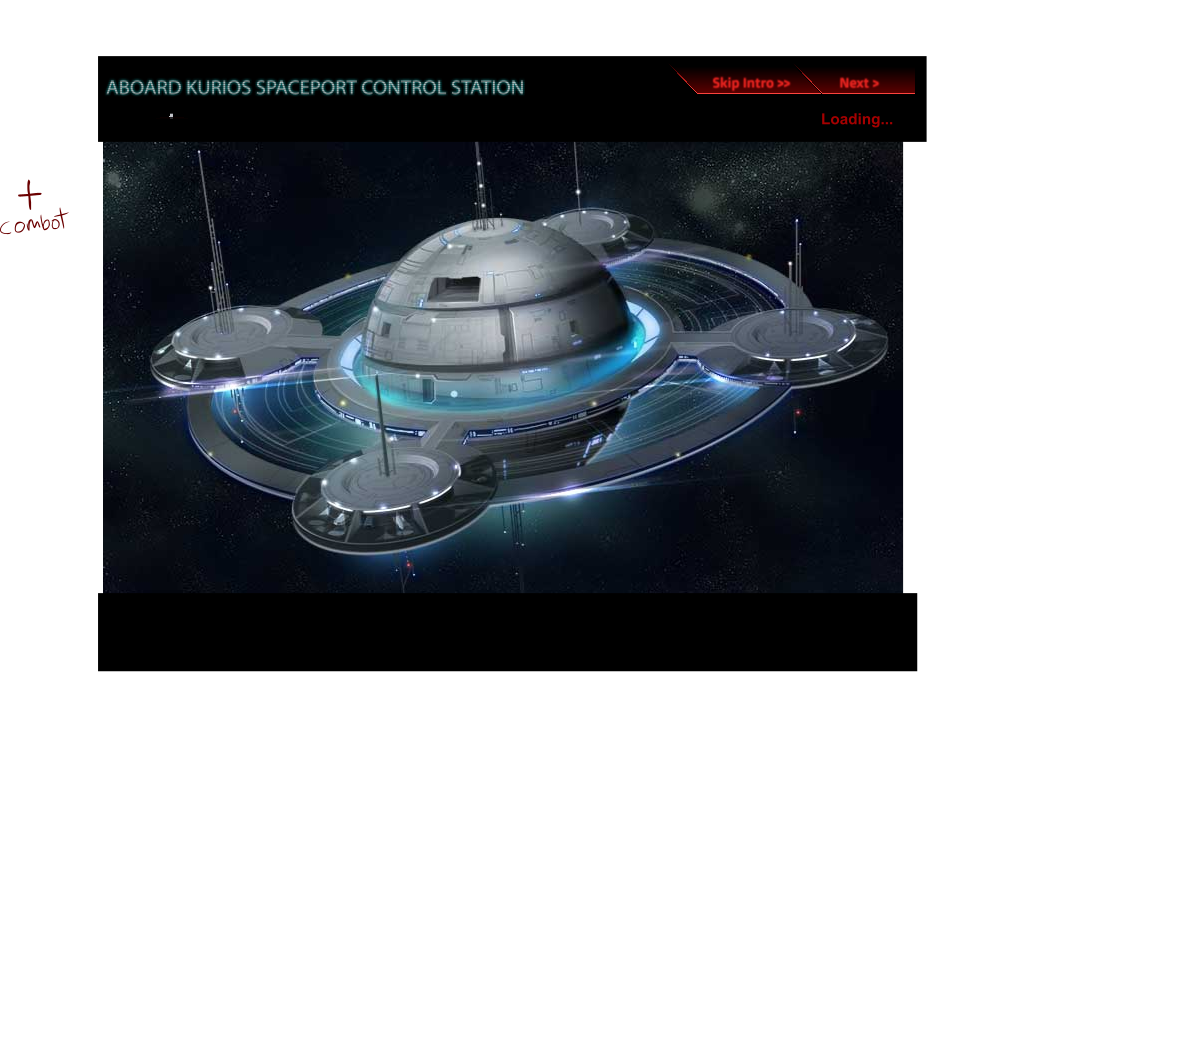 ABOARD KURIOS SPACEPORT CONTROL STATION
Skip Intro >>
Next >
Loading...
+
combot